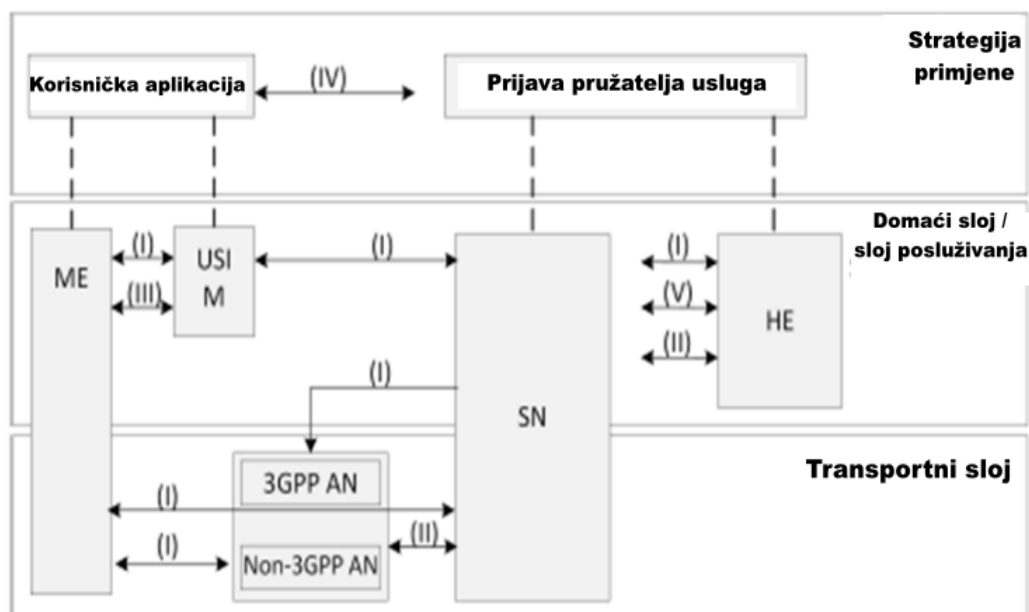 Strategija
primjene
Korisnička aplikacija
(IV)
Prijava pružatelja usluga
Domaći sloj /
sloj posluživanja
ME
(I)
(III)
USI
M
(I)
(I)
SN
(I)
(V)
(II)
HE
Transportni sloj
3GPP AN
(I)
(I)
(II)
Non-3GPP AN